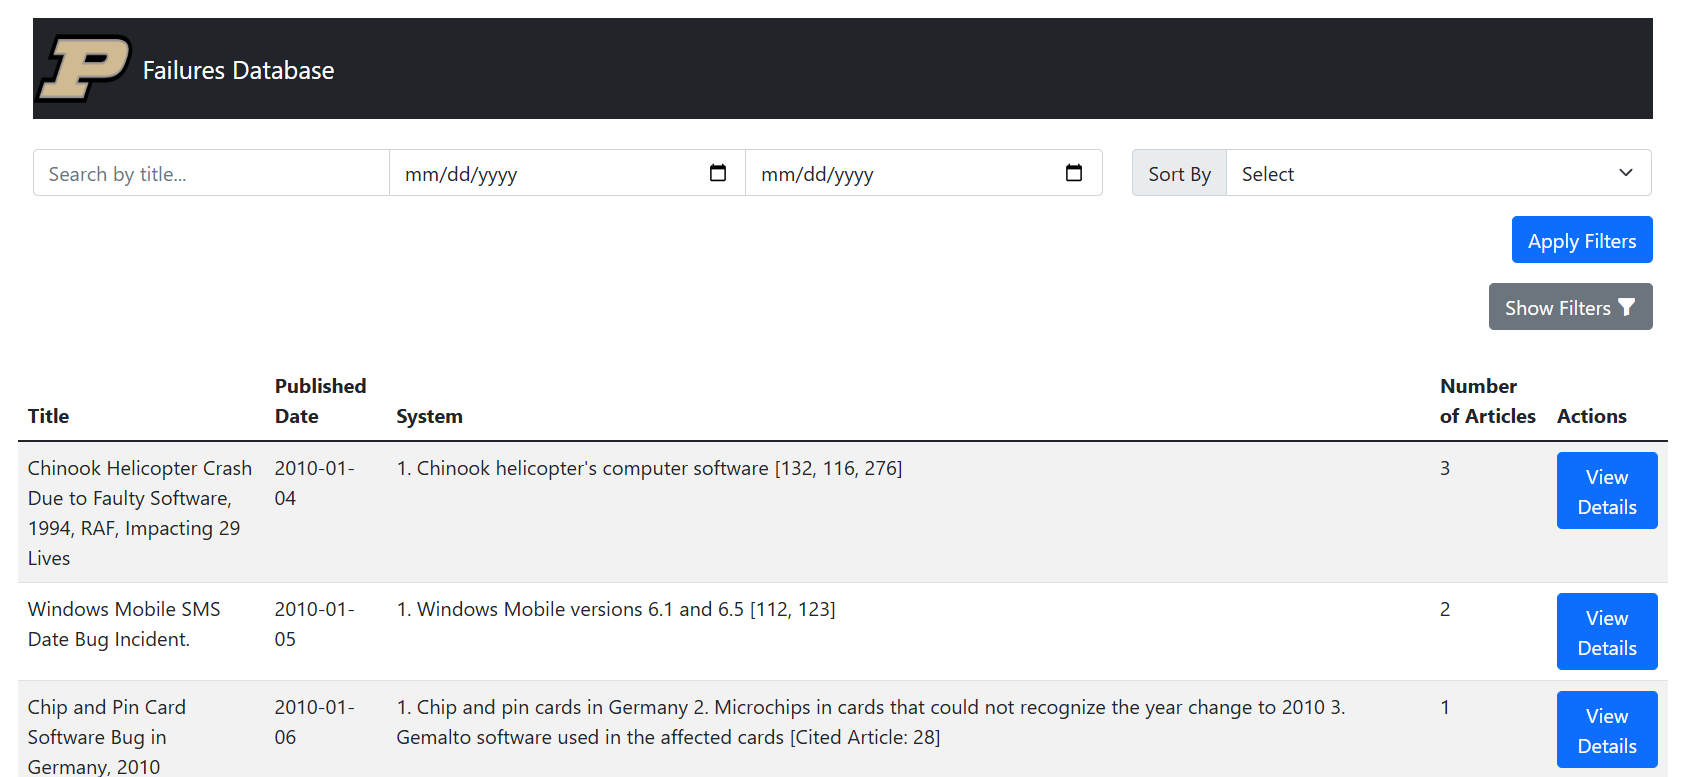 P Failures Database
Search by title... mm/dd/yyyy mm/dd/yyyy Sort By Select
Apply Filters
Show Filters
Title Published Date System Number of Articles Actions
Chinook Helicopter Crash Due to Faulty Software, 1994, RAF, Impacting 29 Lives 2010-01-04 1. Chinook helicopter's computer software [132, 116, 276] 3 View Details
Windows Mobile SMS Date Bug Incident. 2010-01-05 1. Windows Mobile versions 6.1 and 6.5 [112, 123] 2 View Details
Chip and Pin Card Software Bug in Germany, 2010 2010-01-06 1. Chip and pin cards in Germany 2. Microchips in cards that could not recognize the year change to 2010 3. Gemalto software used in the affected cards [Cited Article: 28] 1 View Details